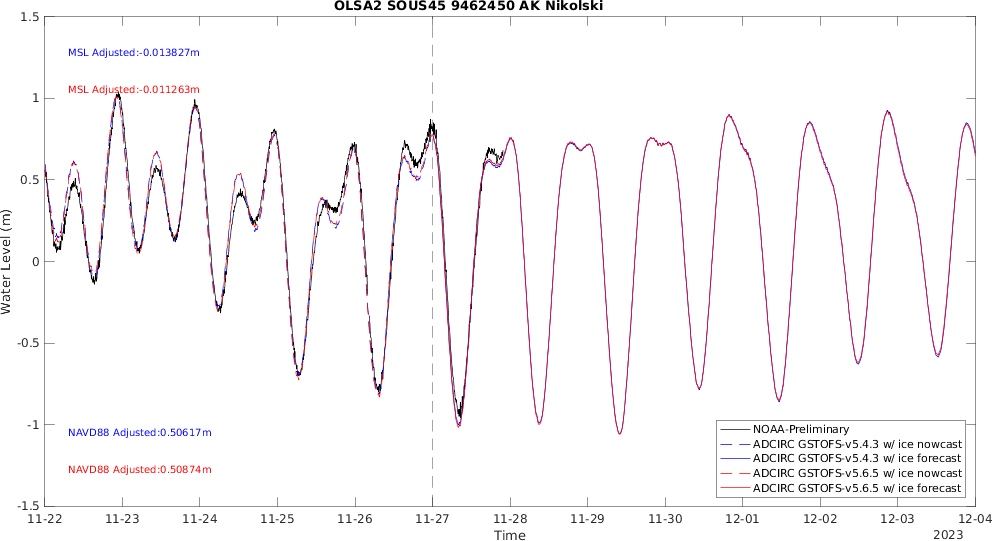 OLSA2 SOUS45 9462450 AK Nikolski
1.5
MSL Adjusted:-0.013827m
MSL Adjusted:-0.011263m
1
0.5
0
-0.5
-1
-1.5
Water Level (m)
NAVD88 Adjusted:0.50617m
NAVD88 Adjusted:0.50874m
NOAA-Preliminary
ADCIRC GSTOFS-v5.4.3 w/ ice nowcast
ADCIRC GSTOFS-v5.4.3 w/ ice forecast
ADCIRC GSTOFS-v5.6.5 w/ ice nowcast
ADCIRC GSTOFS-v5.6.5 w/ ice forecast
11-22 11-23 11-24 11-25 11-26 11-27 11-28 11-29 11-30 12-01 12-02 12-03 12-04
Time
2023